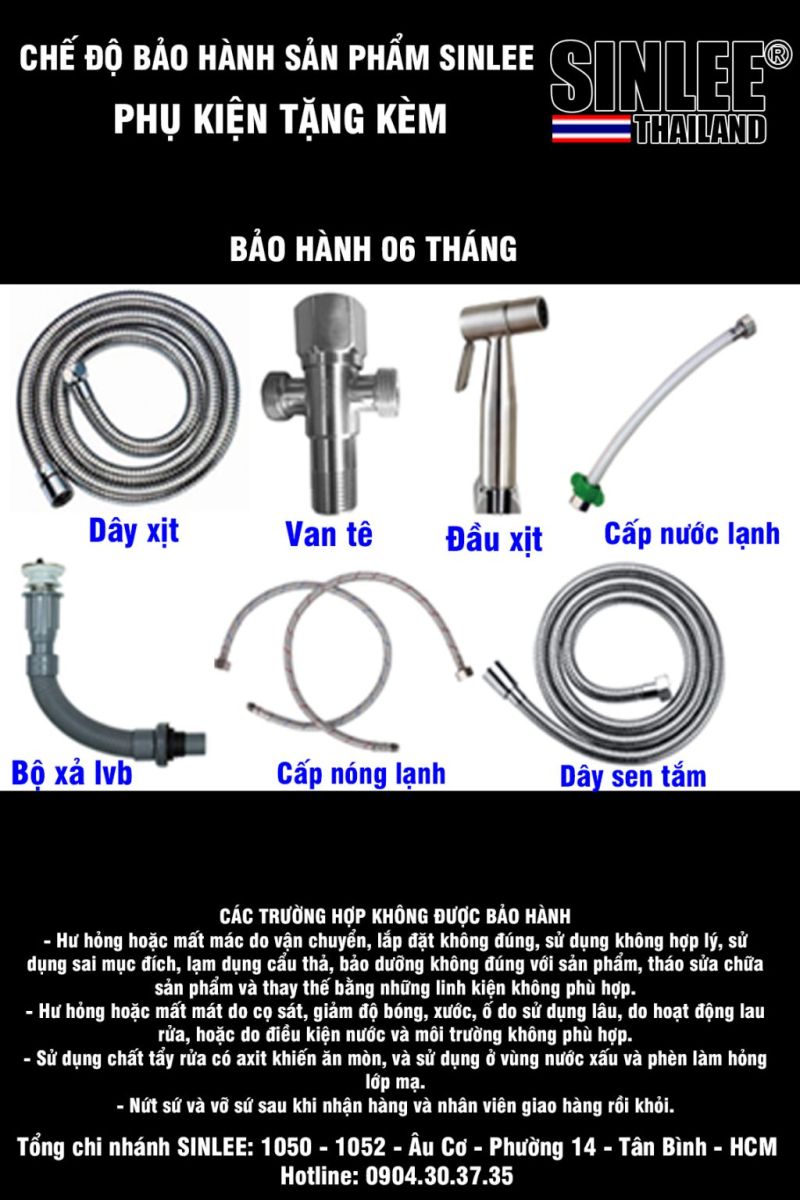 CHẾ ĐỘ BẢO HÀNH SẢN PHẨM SINLEE
PHỤ KIỆN TẶNG KÈM
SINLEE®
THAILAND
BẢO HÀNH 06 THÁNG
Dây xịt
Van tê
Đầu xịt
Cấp nước lạnh
Bộ xả lvb
Cấp nóng lạnh
Dây sen tắm
CÁC TRƯỜNG HỢP KHÔNG ĐƯỢC BẢO HÀNH
- Hư hỏng hoặc mất mác do vận chuyển, lắp đặt không đúng, sử dụng không hợp lý, sử
dụng sai mục đích, lạm dụng cẩu thả, bảo dưỡng không đúng với sản phẩm, tháo sửa chữa
sản phẩm và thay thế bằng những linh kiện không phù hợp.
- Hư hỏng hoặc mất mát do cọ sát, giảm độ bóng, xước, ố do sử dụng lâu, do hoạt động lau
rửa, hoặc do điều kiện nước và môi trường không phù hợp.
- Sử dụng chất tẩy rửa có axit khiến ăn mòn, và sử dụng ở vùng nước xấu và phèn làm hỏng
lớp mạ.
- Nứt sứ và vỡ sứ sau khi nhận hàng và nhân viên giao hàng rồi khỏi.
Tổng chi nhánh SINLEE: 1050 - 1052 - Âu Cơ - Phường 14 - Tân Bình - HCM
Hotline: 0904.30.37.35